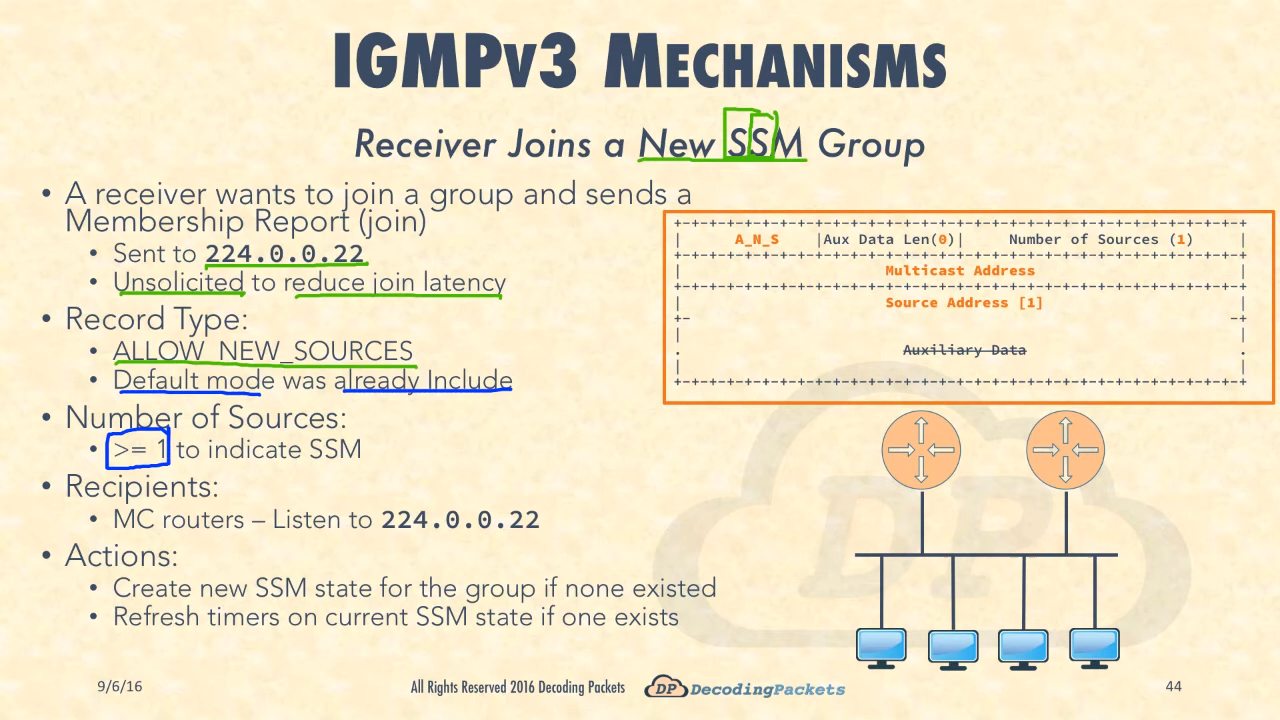 IGMPv3 Mechanisms
Receiver Joins a New SSM Group
• A receiver wants to join a group and sends a
Membership Report (join)
• Sent to 224.0.0.22
• Unsolicited to reduce join latency
• Record Type:
• ALLOW_NEW_SOURCES
• Default mode was already Include
• Number of Sources:
• >= 1 to indicate SSM
• Recipients:
• MC routers – Listen to 224.0.0.22
• Actions:
• Create new SSM state for the group if none existed
• Refresh timers on current SSM state if one exists
+-+-+-+-+-+-+-+-+-+-+-+-+-+-+-+-+-+-+-+-+-+-+-+-+-+-+-+-+-+-+-+-+
| A_N_S |Aux Data Len(0)| Number of Sources (1) |
+-+-+-+-+-+-+-+-+-+-+-+-+-+-+-+-+-+-+-+-+-+-+-+-+-+-+-+-+-+-+-+-+
| Multicast Address |
+-+-+-+-+-+-+-+-+-+-+-+-+-+-+-+-+-+-+-+-+-+-+-+-+-+-+-+-+-+-+-+-+
| Source Address [1] |
+- -+
| |
. Auxiliary Data .
| |
+-+-+-+-+-+-+-+-+-+-+-+-+-+-+-+-+-+-+-+-+-+-+-+-+-+-+-+-+-+-+-+-+
DP
9/6/16
All Rights Reserved 2016 Decoding Packets
DP DecodingPackets
44